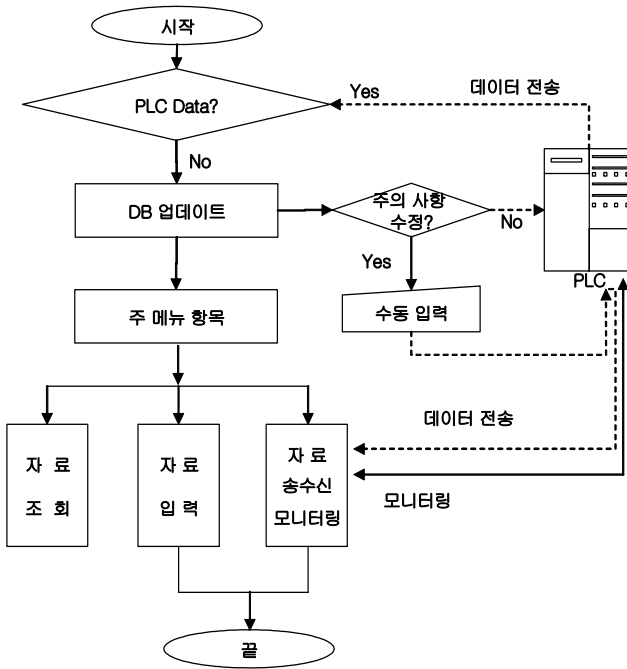 시작
Yes
데이터 전송
PLC Data?
No
DB 업데이트
주의 사항
수정?
No
Yes
PLC
주 메뉴 항목
수동 입력
데이터 전송
자 료
조 회
자 료
입 력
자 료
송수신
모니터링
모니터링
끝